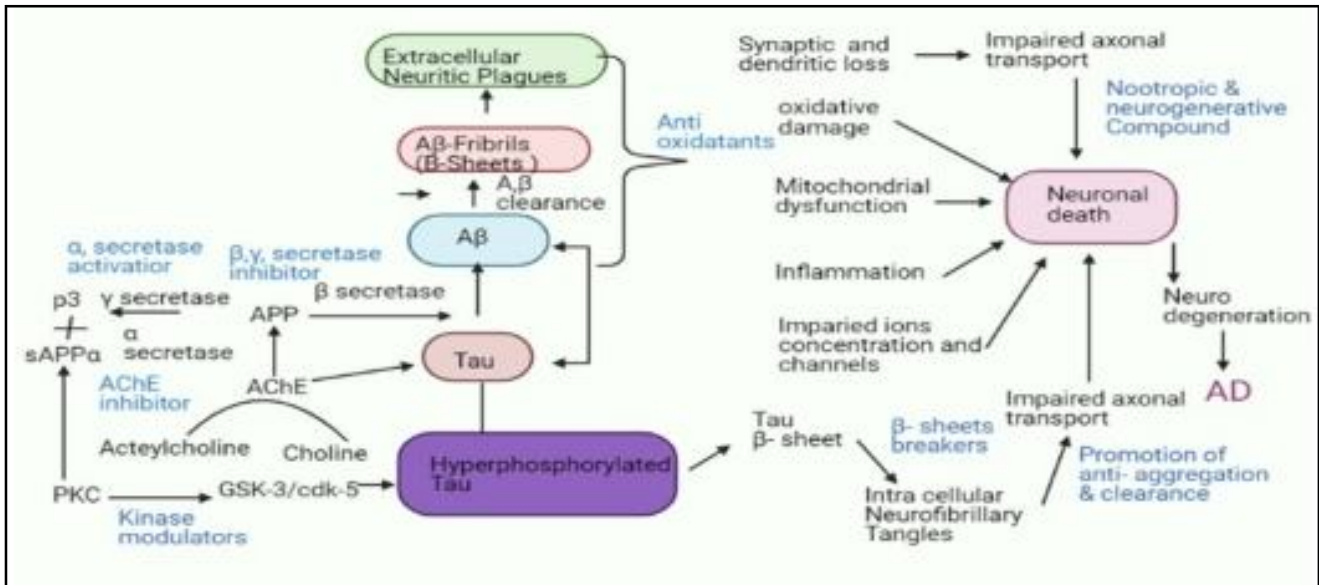 Extracellular
Neuritic Plagues
Aβ-Fribrils
(B-Sheets )
A,β
clearance
Aβ
Anti
oxidatants
α, secretase
activatior
β,γ, secretase
inhibitor
p3
γ secretase
APP
β secretase
sAPPα
α
secretase
Tau
AChE
inhibitor
AChE
Acteylcholine
Choline
Hyperphosphorylated
Tau
PKC
GSK-3/cdk-5
Kinase
modulators
Synaptic and
dendritic loss
Impaired axonal
transport
Nootropic &
neurogenerative
Compound
oxidative
damage
Mitochondrial
dysfunction
Neuronal
death
Inflammation
Imparied ions
concentration and
channels
Neuro
degeneration
AD
Impaired axonal
transport
Tau
β- sheet
β- sheets
breakers
Promotion of
anti- aggregation
& clearance
Intra cellular
Neurofibrillary
Tangles